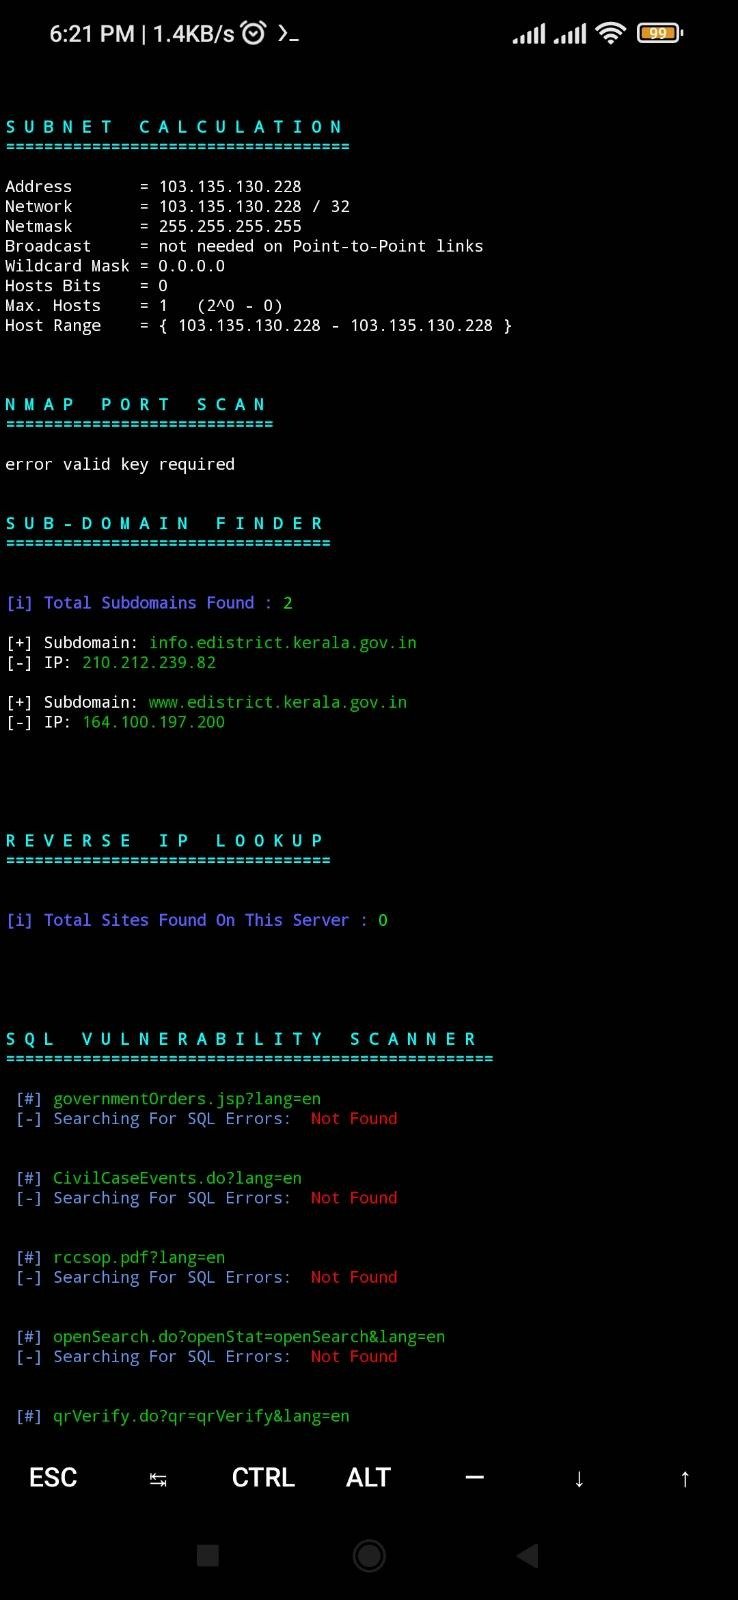 6:21 PM | 1.4KB/s >_ 99
SUBNET CALCULATION
====================================
Address = 103.135.130.228
Network = 103.135.130.228 / 32
Netmask = 255.255.255.255
Broadcast = not needed on Point-to-Point links
Wildcard Mask = 0.0.0.0
Hosts Bits = 0
Max. Hosts = 1 (2^0 - 0)
Host Range = { 103.135.130.228 - 103.135.130.228 }
NMAP PORT SCAN
============================
error valid key required
SUB-DOMAIN FINDER
==================================
[i] Total Subdomains Found : 2
[+] Subdomain: info.edistrict.kerala.gov.in
[-] IP: 210.212.239.82
[+] Subdomain: www.edistrict.kerala.gov.in
[-] IP: 164.100.197.200
REVERSE IP LOOKUP
==================================
[i] Total Sites Found On This Server : 0
SQL VULNERABILITY SCANNER
===================================================
[#] governmentOrders.jsp?lang=en
[-] Searching For SQL Errors: Not Found
[#] CivilCaseEvents.do?lang=en
[-] Searching For SQL Errors: Not Found
[#] rccsop.pdf?lang=en
[-] Searching For SQL Errors: Not Found
[#] openSearch.do?openStat=openSearch&lang=en
[-] Searching For SQL Errors: Not Found
[#] qrVerify.do?qr=qrVerify&lang=en
ESC ↹ CTRL ALT — ↓ ↑